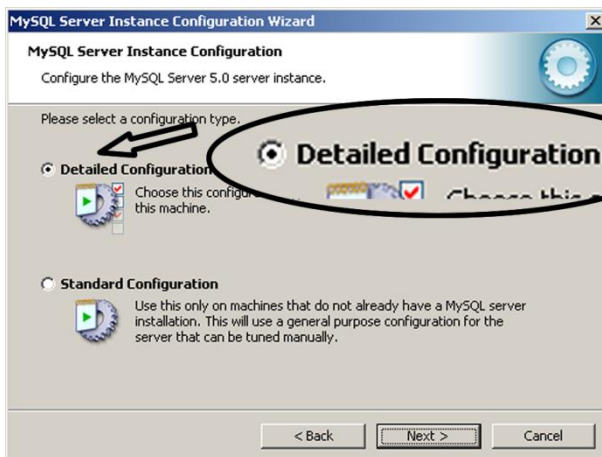 MySQL Server Instance Configuration Wizard
MySQL Server Instance Configuration
Configure the MySQL Server 5.0 server instance.
Please select a configuration type.
Detailed Configuration
Detailed Configuration
Choose this
Choose this
this machine.
Standard Configuration
Use this only on machines that do not already have a MySQL server
installation. This will use a general purpose configuration for the
server that can be tuned manually.
< Back
Next >
Cancel